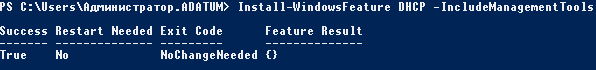 PS C:\Users\Администратор.ADATUM> Install-WindowsFeature DHCP -IncludeManagementTools
Success Restart Needed Exit Code      Feature Result
------- -------------- ---------      --------------
True    No             NoChangeNeeded {}